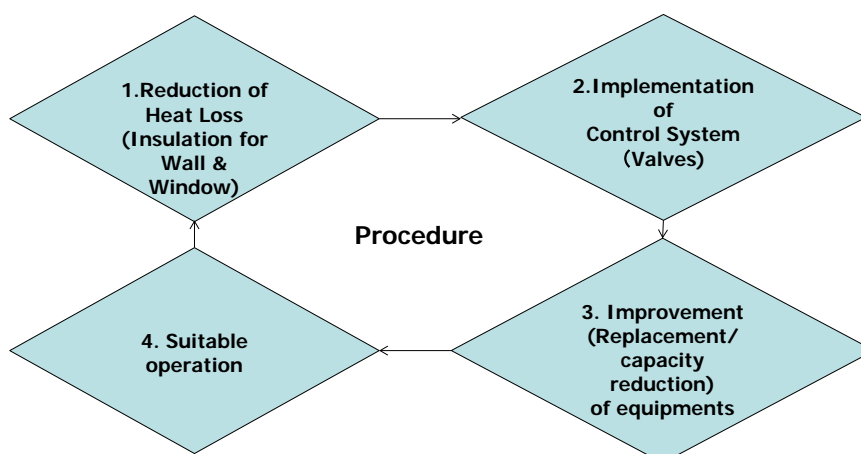 1.Reduction of
Heat Loss
(Insulation for
Wall &
Window)
2.Implementation
of
Control System
(Valves)
Procedure
3. Improvement
(Replacement/
capacity
reduction)
of equipments
4. Suitable
operation